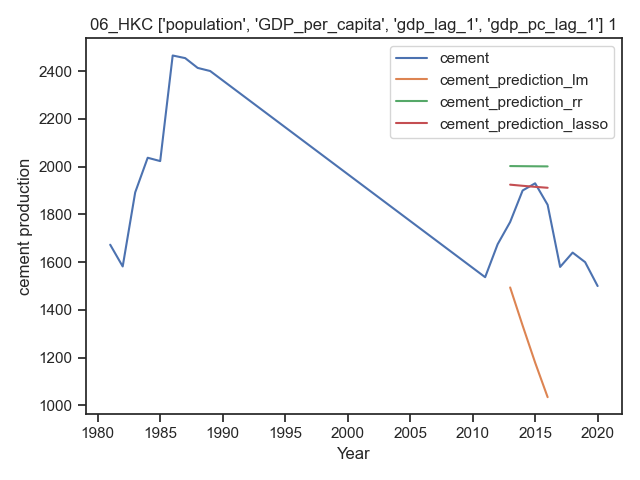 06_HKC ['population', 'GDP_per_capita', 'gdp_lag_1', 'gdp_pc_lag_1'] 1
cement
cement_prediction_lm
cement_prediction_rr
cement_prediction_lasso
cement production
2400
2200
2000
1800
1600
1400
1200
1000
1980 1985 1990 1995 2000 2005 2010 2015 2020
Year